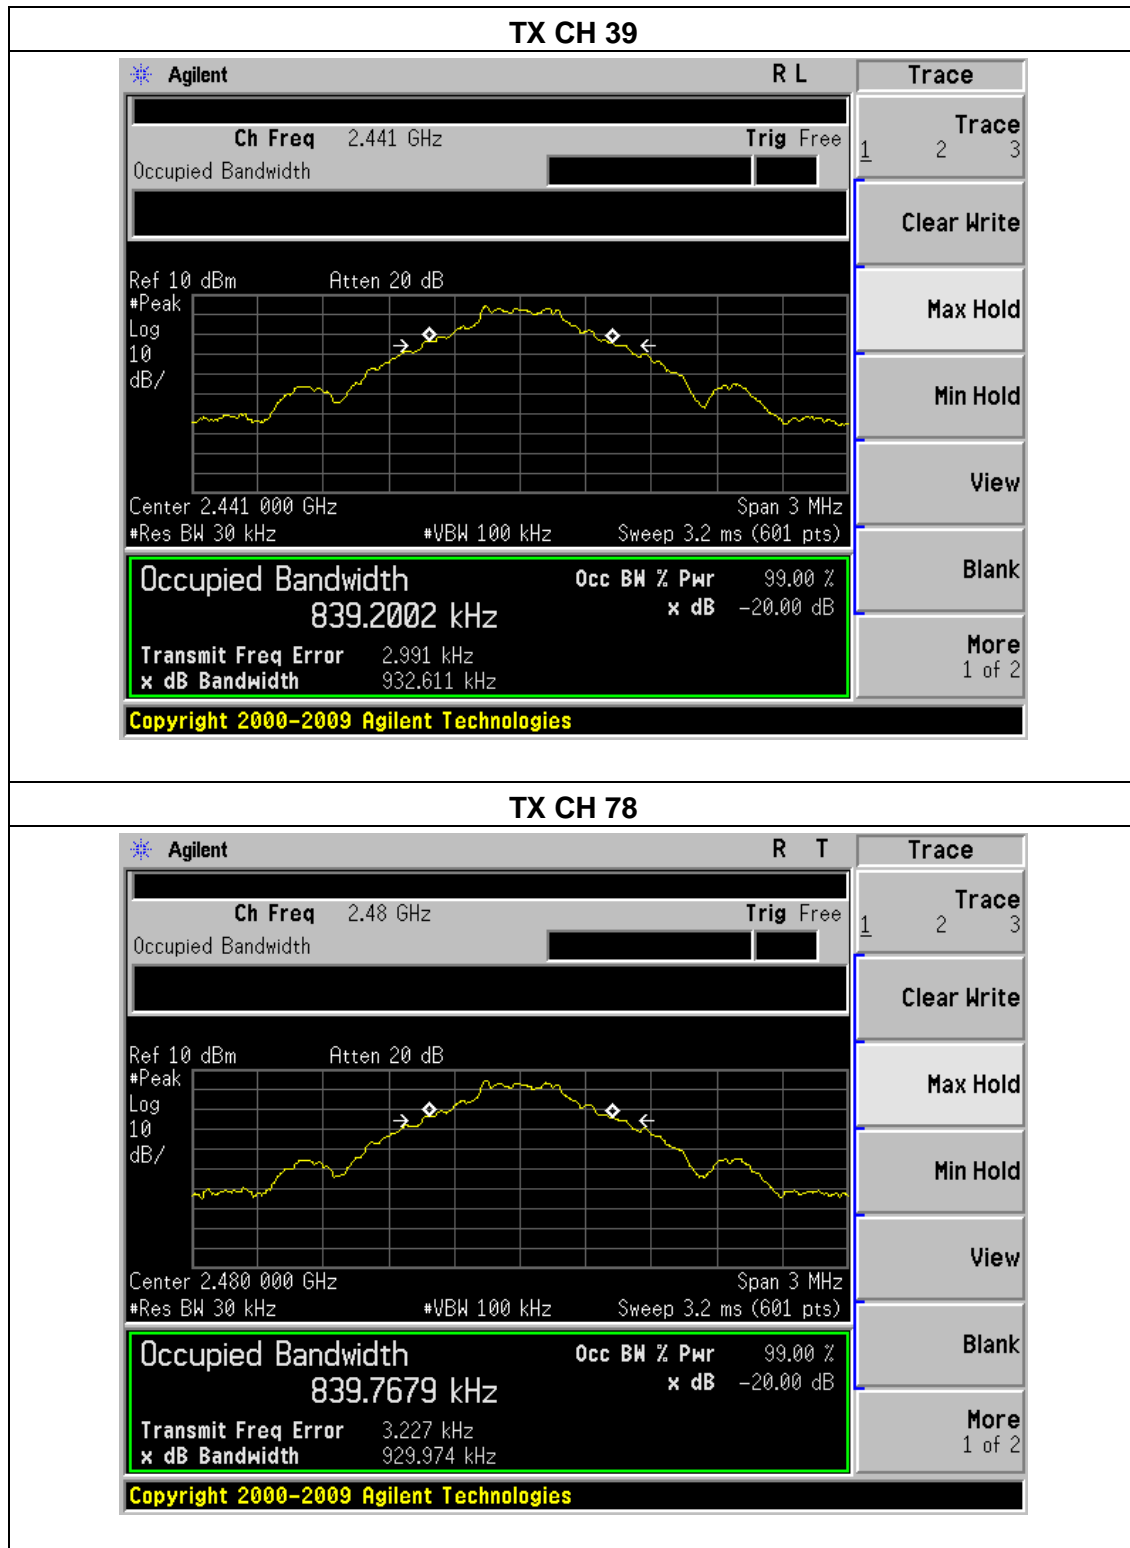 TX CH 39
Agilent R L Trace
Ch Freq 2.441 GHz Trig Free
Occupied Bandwidth
Trace
1 2 3
Clear Write
Max Hold
Min Hold
View
Blank
More
1 of 2
Ref 10 dBm Atten 20 dB
#Peak
Log
10
dB/
Center 2.441 000 GHz Span 3 MHz
#Res BW 30 kHz #VBW 100 kHz Sweep 3.2 ms (601 pts)
Occupied Bandwidth Occ BW % Pwr 99.00 %
839.2002 kHz x dB -20.00 dB
Transmit Freq Error 2.991 kHz
x dB Bandwidth 932.611 kHz
Copyright 2000-2009 Agilent Technologies
TX CH 78
Agilent R T Trace
Ch Freq 2.48 GHz Trig Free
Occupied Bandwidth
Trace
1 2 3
Clear Write
Max Hold
Min Hold
View
Blank
More
1 of 2
Ref 10 dBm Atten 20 dB
#Peak
Log
10
dB/
Center 2.480 000 GHz Span 3 MHz
#Res BW 30 kHz #VBW 100 kHz Sweep 3.2 ms (601 pts)
Occupied Bandwidth Occ BW % Pwr 99.00 %
839.7679 kHz x dB -20.00 dB
Transmit Freq Error 3.227 kHz
x dB Bandwidth 929.974 kHz
Copyright 2000-2009 Agilent Technologies